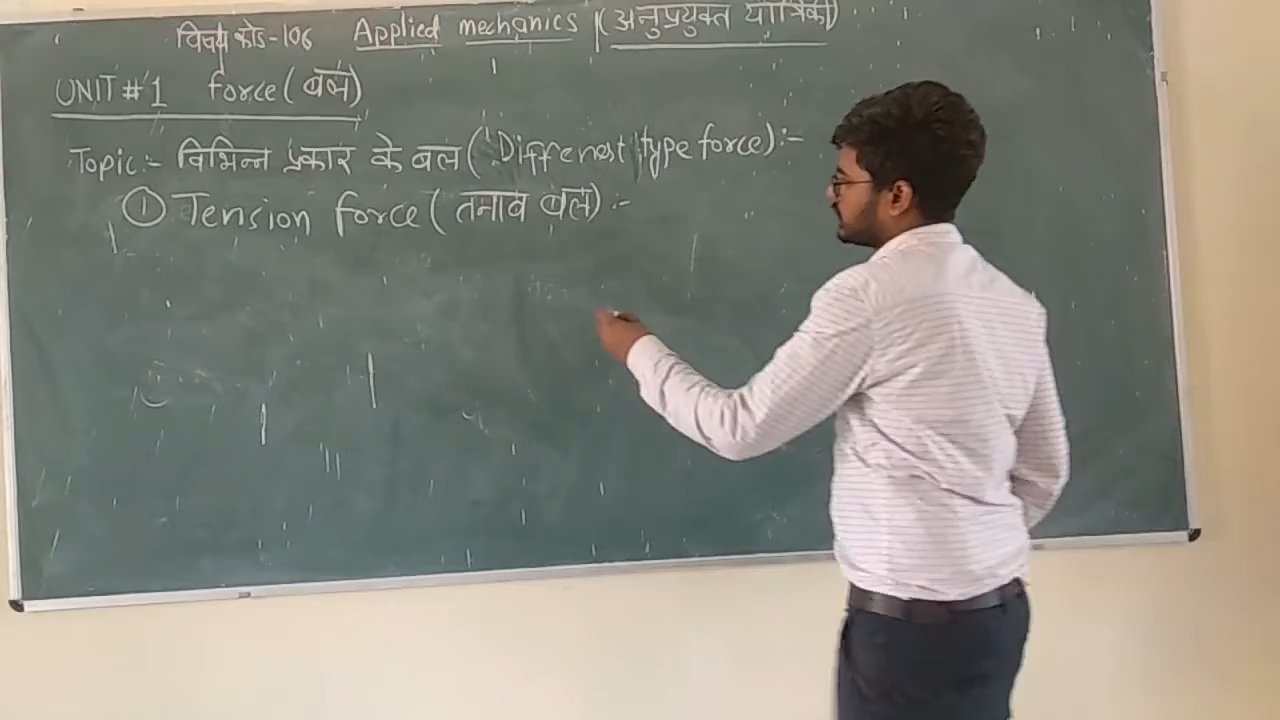 विषय कोड-106 Applied mechanics (अनुप्रयुक्त यांत्रिकी)
UNIT #1 force (बल)
Topic:- विभिन्न प्रकार के बल (Different type force):-
① Tension force (तनाव बल):-